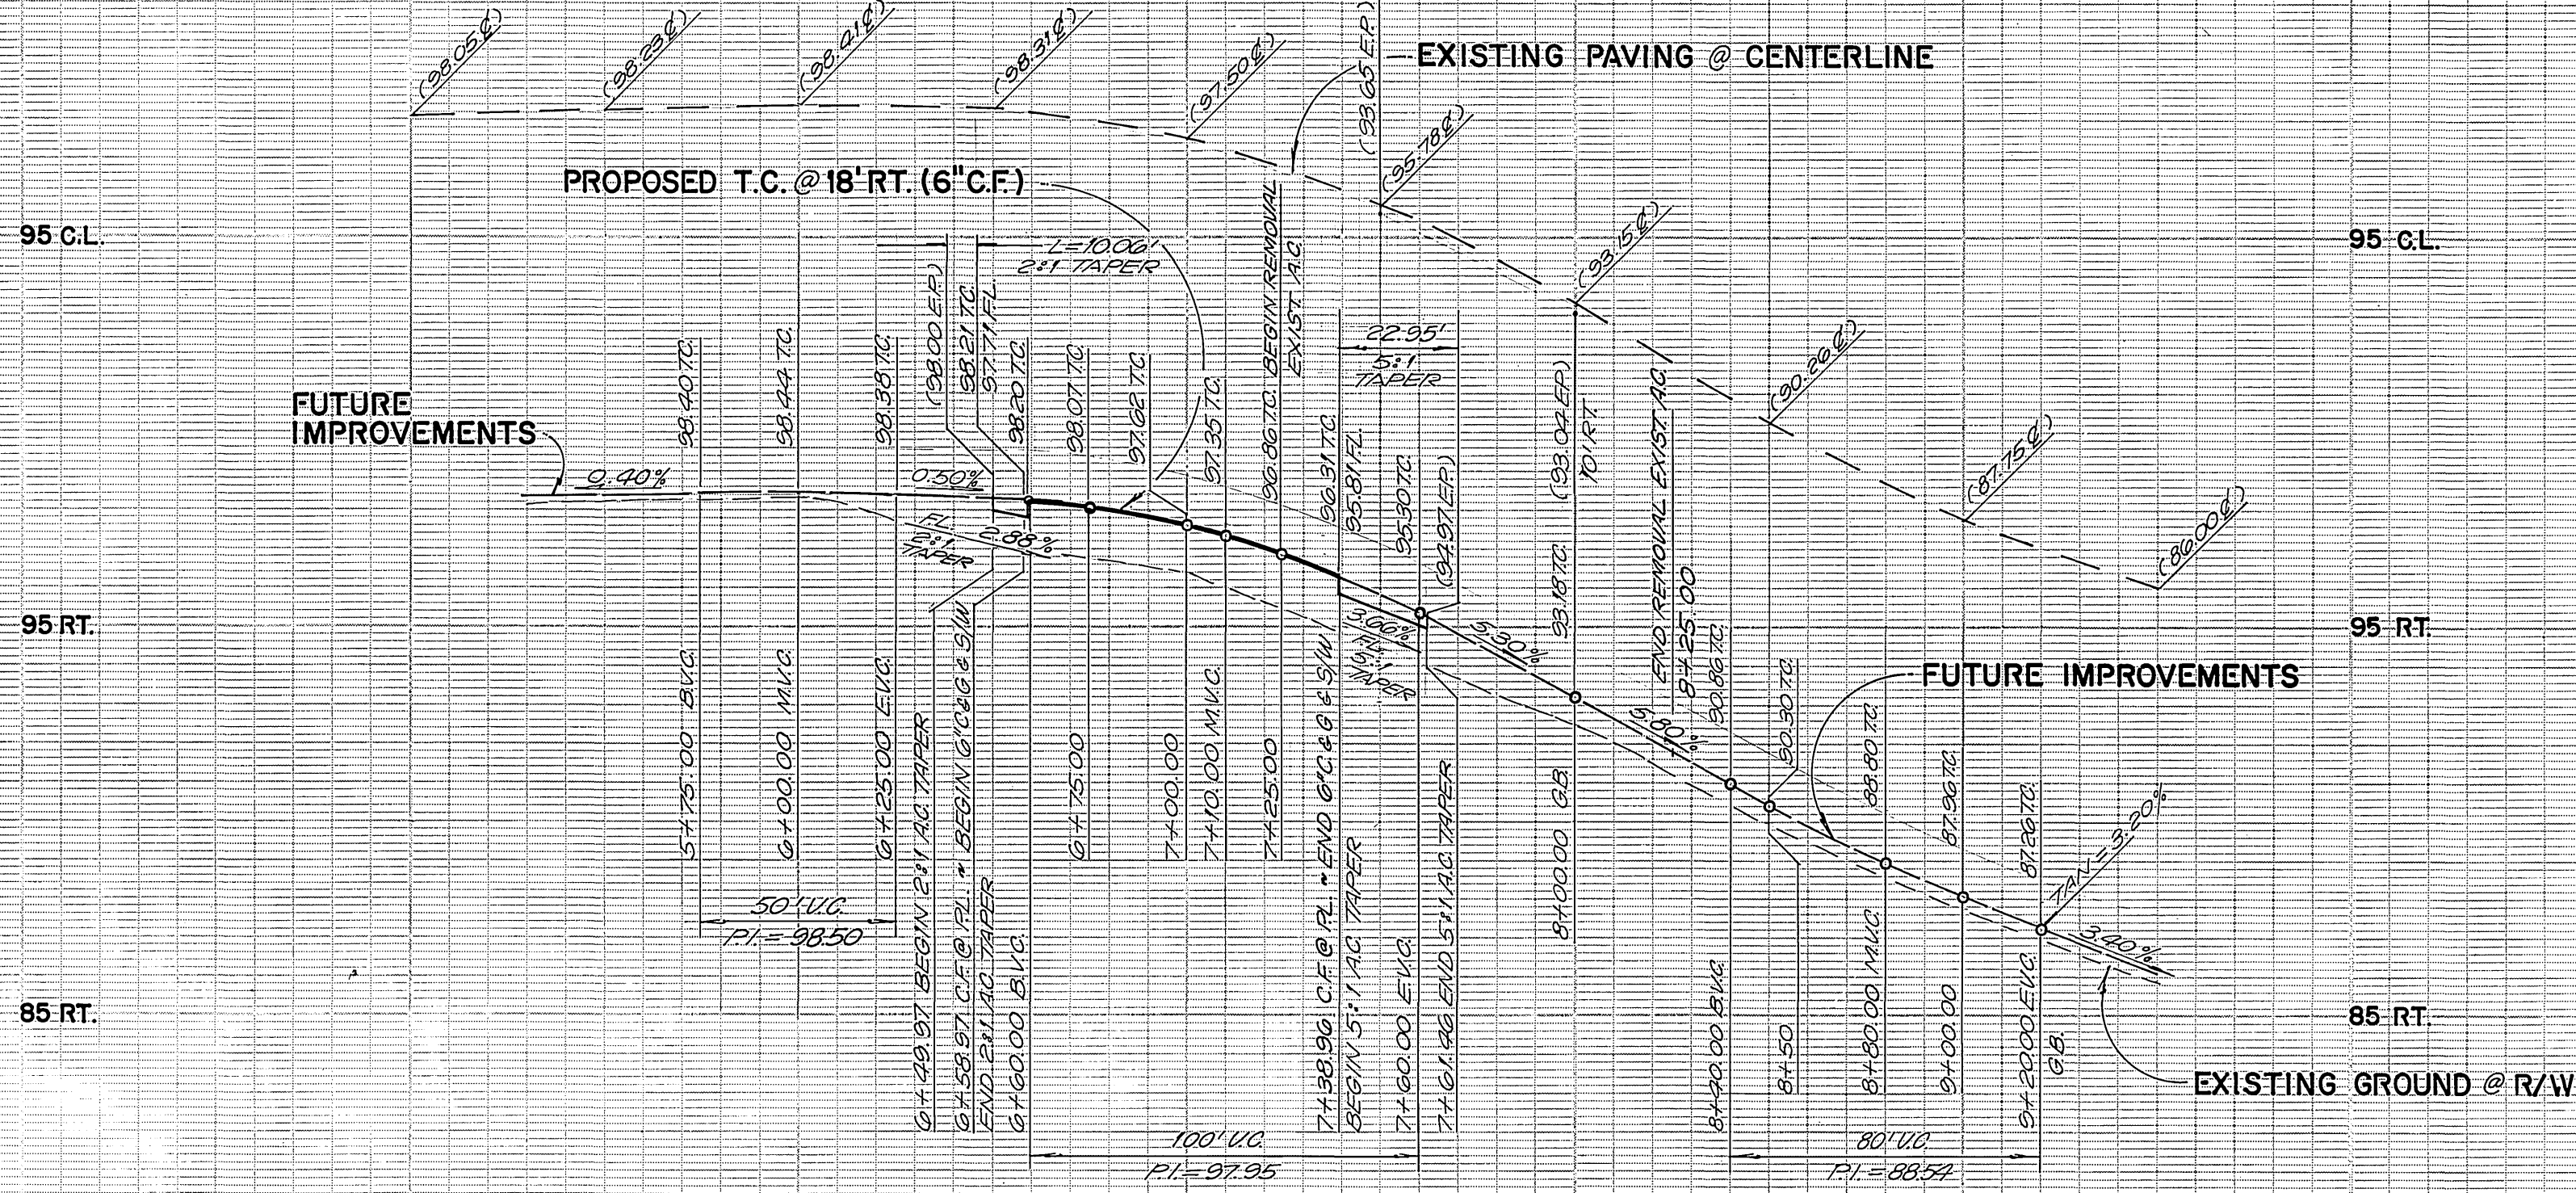 (98.05 ℄)
(98.23 ℄)
(98.41 ℄)
(98.31 ℄)
(97.50 ℄)
(93.65 E.P.)
EXISTING PAVING @ CENTERLINE
(95.78 ℄)
PROPOSED T.C. @ 18' RT. (6" C.F.)
95 C.L.
95 C.L.
L=10.06'
2:1 TAPER
(93.15 ℄)
(90.26 ℄)
(87.75 ℄)
(86.00 ℄)
FUTURE
IMPROVEMENTS
98.40 T.C.
98.44 T.C.
98.38 T.C.
(98.00 E.P.)
98.21 T.C.
97.71 F.L.
98.20 T.C.
98.07 T.C.
97.62 T.C.
97.35 T.C.
96.86 T.C. BEGIN REMOVAL
EXIST. A.C.
22.95'
5:1
TAPER
96.31 T.C.
95.81 F.L.
95.30 T.C.
(94.97 E.P.)
(93.04 EP)
10' RT.
93.18 T.C.
END REMOVAL EXIST. A.C.
8+25.00
90.86 T.C.
90.30 T.C.
88.80 T.C.
87.96 T.C.
87.26 T.C.
0.40%
0.50%
FL
2:1
TAPER
2.88%
3.66%
5:1
TAPER
5.30%
5.80%
TAN=3.20%
3.40%
95 RT.
95 RT.
FUTURE IMPROVEMENTS
5+75.00 B.V.C.
6+00.00 M.V.C.
6+25.00 E.V.C.
6+49.97 BEGIN 2:1 A.C. TAPER
6+58.97 C.F. @ P.L. ~ BEGIN 6" C & G & S/W
END 2:1 A.C. TAPER
6+60.00 B.V.C.
6+75.00
7+00.00
7+10.00 M.V.C.
7+25.00
7+38.96 C.F. @ P.L. ~ END 6" C & G & S/W
BEGIN 5:1 A.C. TAPER
7+60.00 E.V.C.
7+61.46 END 5:1 A.C. TAPER
8+00.00 G.B.
8+40.00 B.V.C.
8+50
8+80.00 M.V.C.
9+00.00
9+20.00 E.V.C.
G.B.
50' V.C.
P.I. = 98.50
85 RT.
85 RT.
EXISTING GROUND @ R/W
100' V.C.
P.I. = 97.95
80' V.C.
P.I. = 88.54